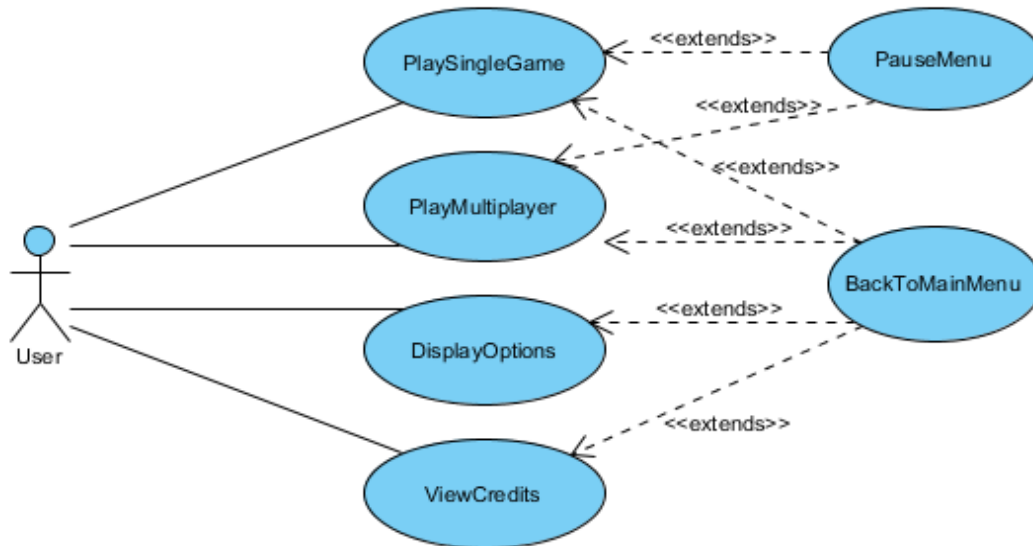 PlaySingleGame
<<extends>>
PauseMenu
<<extends>>
<<extends>>
PlayMultiplayer
<<extends>>
BackToMainMenu
<<extends>>
User
DisplayOptions
<<extends>>
ViewCredits